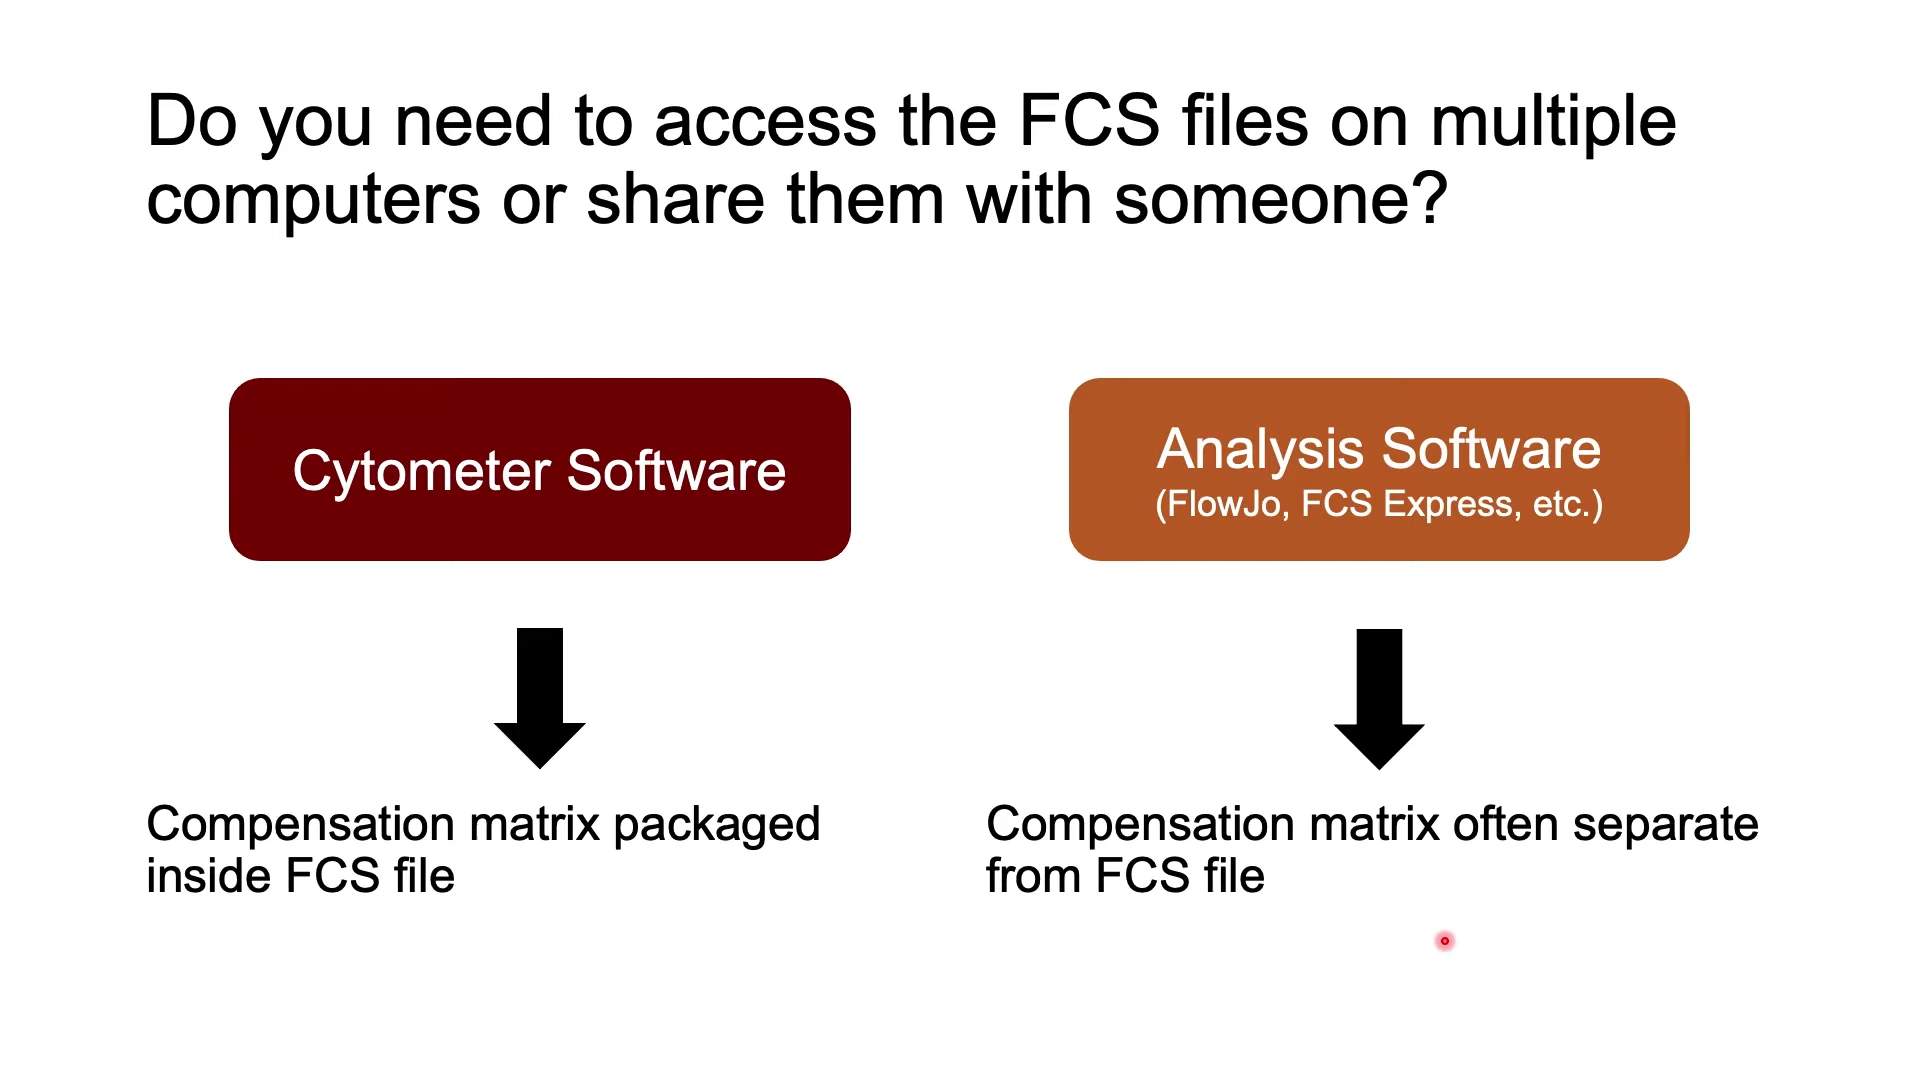 Do you need to access the FCS files on multiple
computers or share them with someone?
Cytometer Software
Analysis Software
(FlowJo, FCS Express, etc.)
Compensation matrix packaged
inside FCS file
Compensation matrix often separate
from FCS file